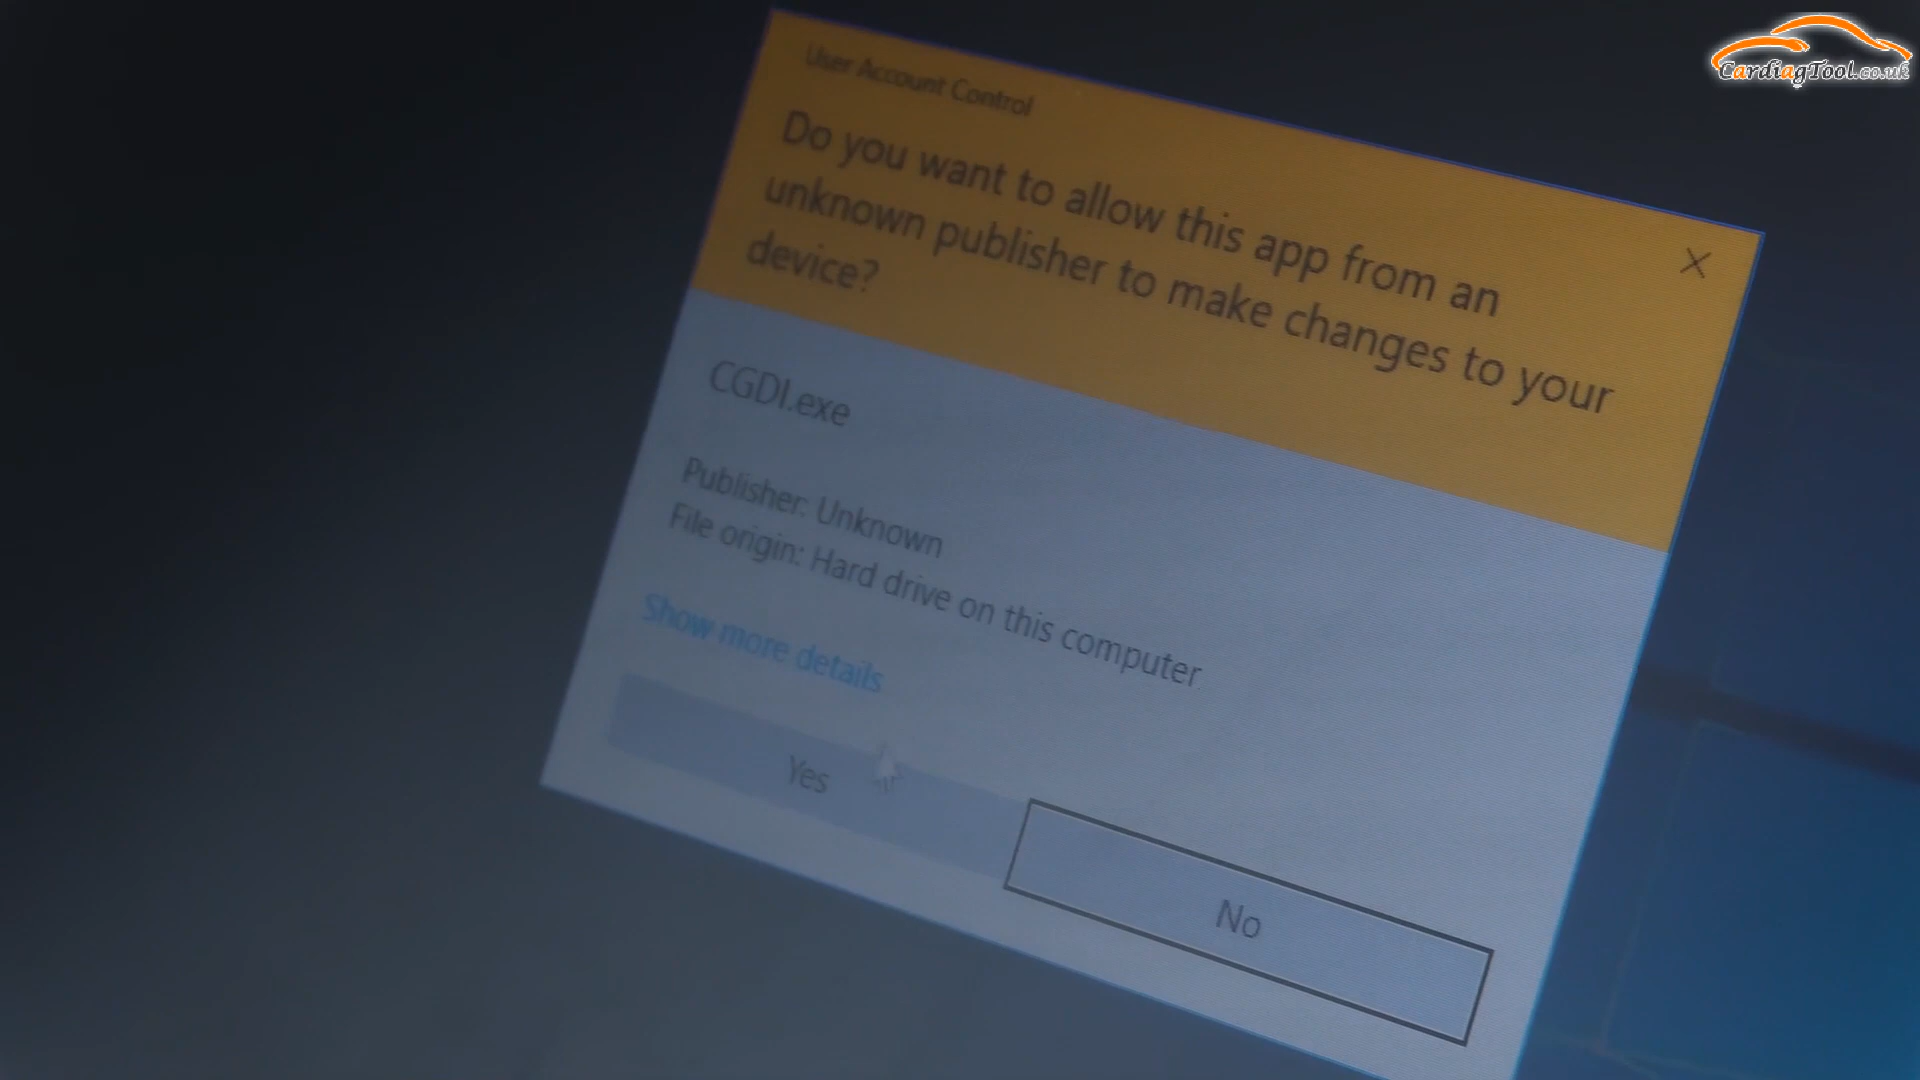 CardiagTool.co.uk
User Account Control
Do you want to allow this app from an
unknown publisher to make changes to your
device?
CGDI.exe
Publisher: Unknown
File origin: Hard drive on this computer
Show more details
Yes
No